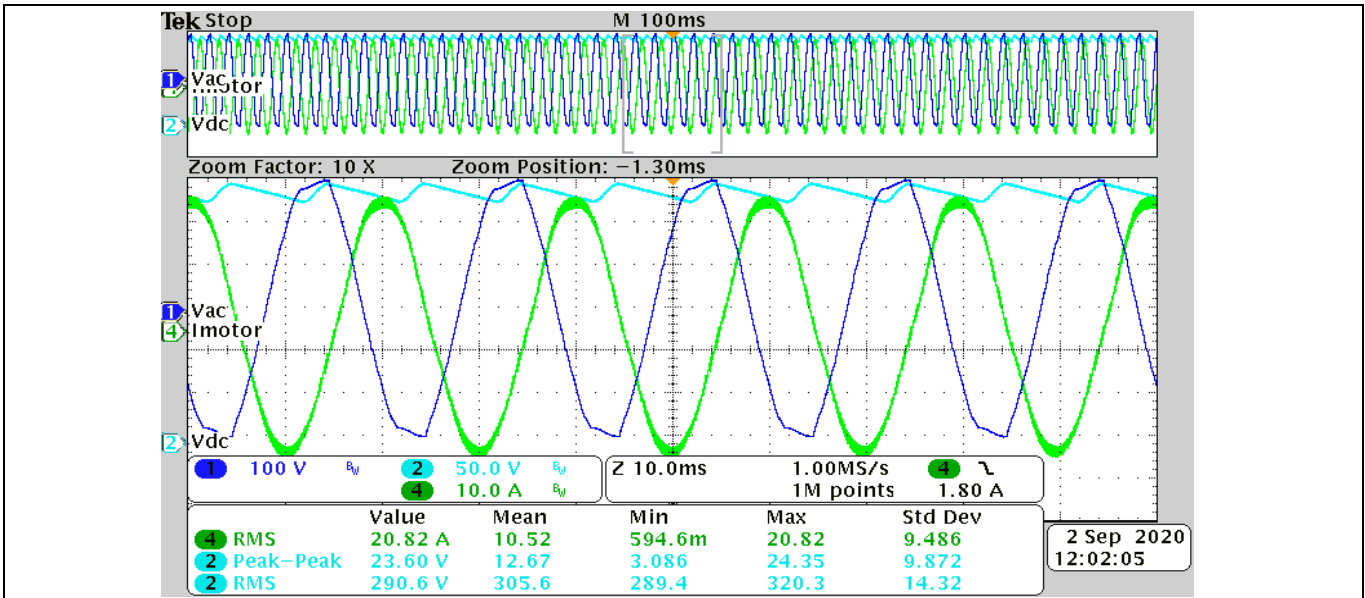 Tek Stop M 100ms
1 Vac
2 Vdc
Zoom Factor: 10 X Zoom Position: −1.30ms
1 Vac
4 Imotor
2 Vdc
1 100 V Bw 2 50.0 V Bw Z 10.0ms 1.00MS/s 4
4 10.0 A Bw 1M points 1.80 A
Value Mean Min Max Std Dev
4 RMS 20.82 A 10.52 594.6m 20.82 9.486
2 Peak−Peak 23.60 V 12.67 3.086 24.35 9.872
2 RMS 290.6 V 305.6 289.4 320.3 14.32
2 Sep 2020
12:02:05